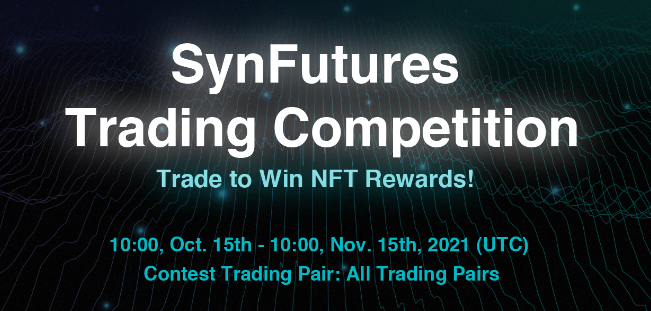 SynFutures
Trading Competition
Trade to Win NFT Rewards!
10:00, Oct. 15th - 10:00, Nov. 15th, 2021 (UTC)
Contest Trading Pair: All Trading Pairs